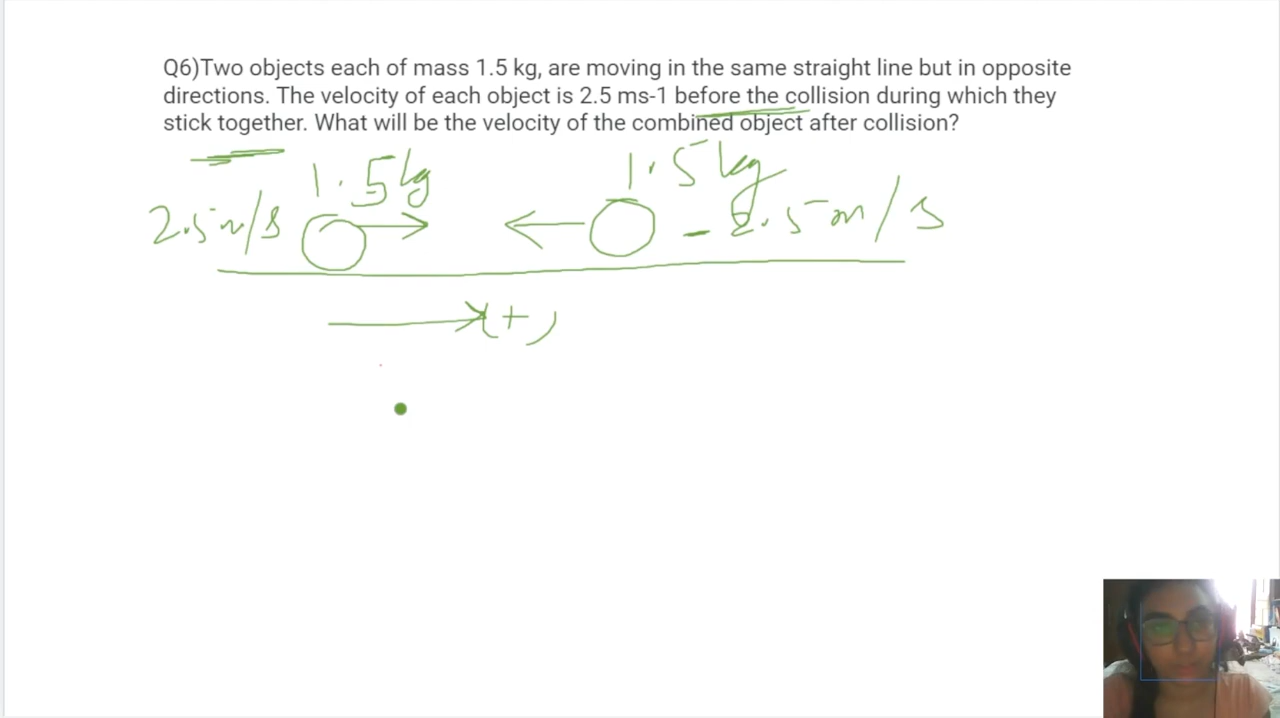 Q6)Two objects each of mass 1.5 kg, are moving in the same straight line but in opposite
directions. The velocity of each object is 2.5 ms-1 before the collision during which they
stick together. What will be the velocity of the combined object after collision?
1.5kg 1.5kg
2.5m/s -2.5m/s
(+)